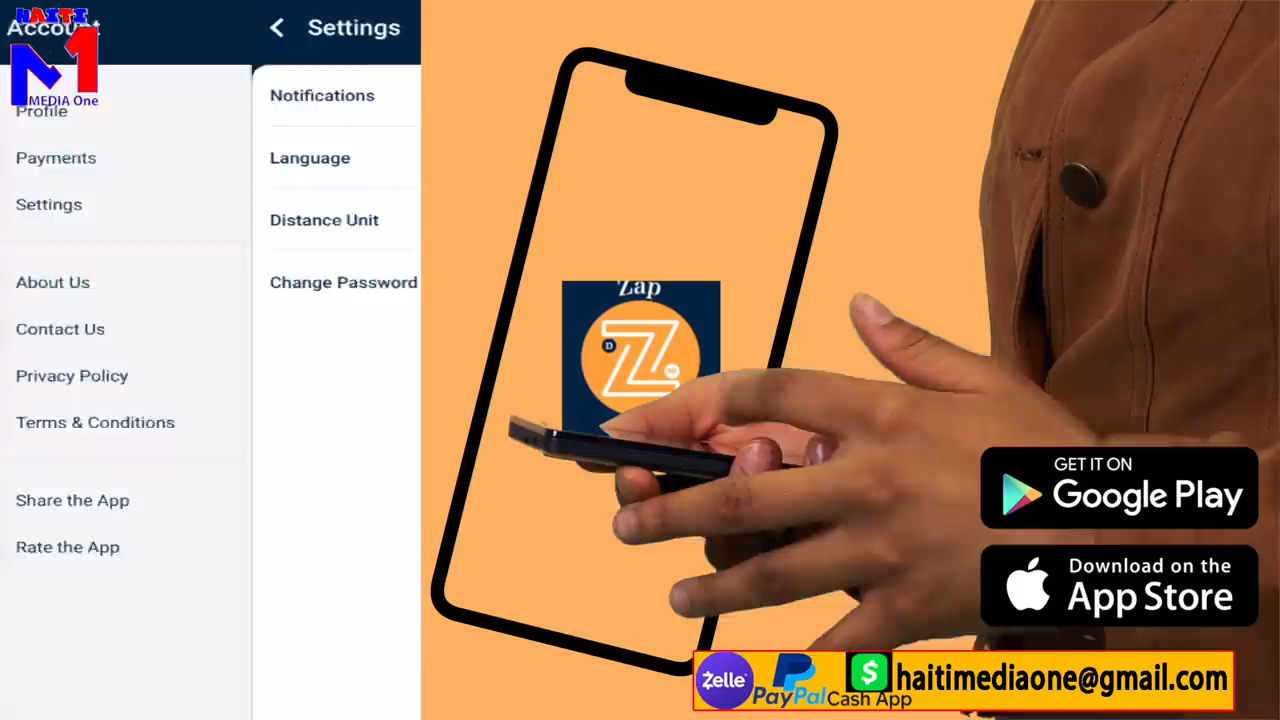 HAITI
M1
MEDIA One
Account
Profile
Payments
Settings
About Us
Contact Us
Privacy Policy
Terms & Conditions
Share the App
Rate the App
Settings
Notifications
Language
Distance Unit
Change Password
Zap
D
Z
GET IT ON
Google Play
Download on the
App Store
Zelle
PayPal
$
Cash App
haitimediaone@gmail.com